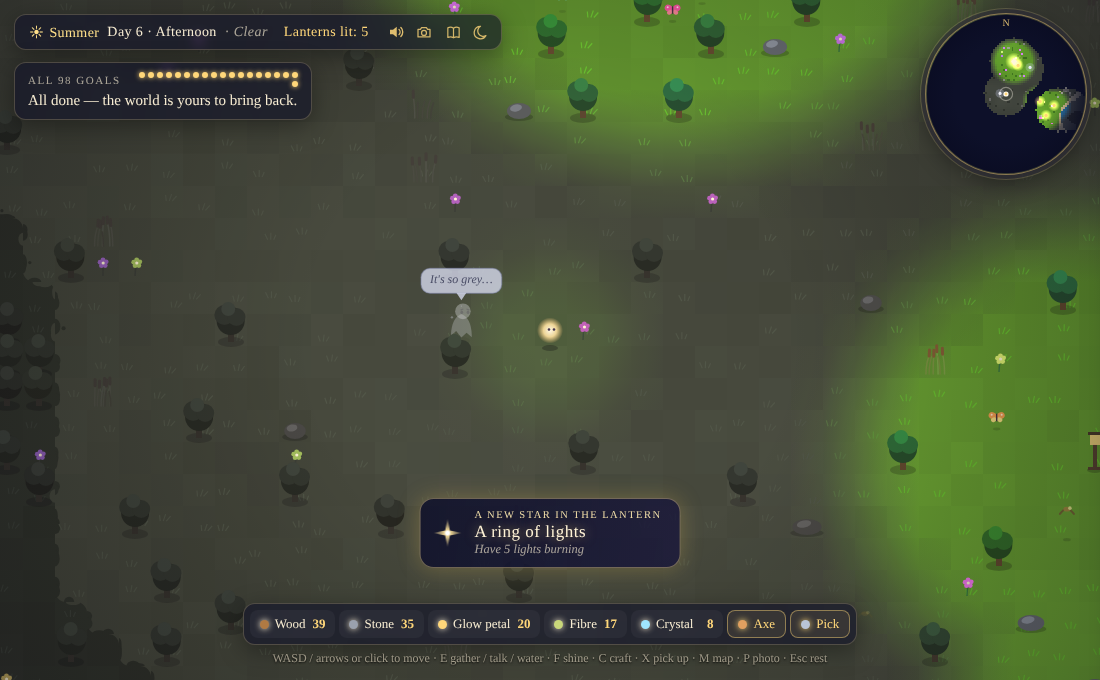 Summer Day 6 · Afternoon · Clear Lanterns lit: 5
ALL 98 GOALS
All done — the world is yours to bring back.
N
It's so grey…
A NEW STAR IN THE LANTERN
A ring of lights
Have 5 lights burning
Wood 39 Stone 35 Glow petal 20 Fibre 17 Crystal 8 Axe Pick
WASD / arrows or click to move · E gather / talk / water · F shine · C craft · X pick up · M map · P photo · Esc rest